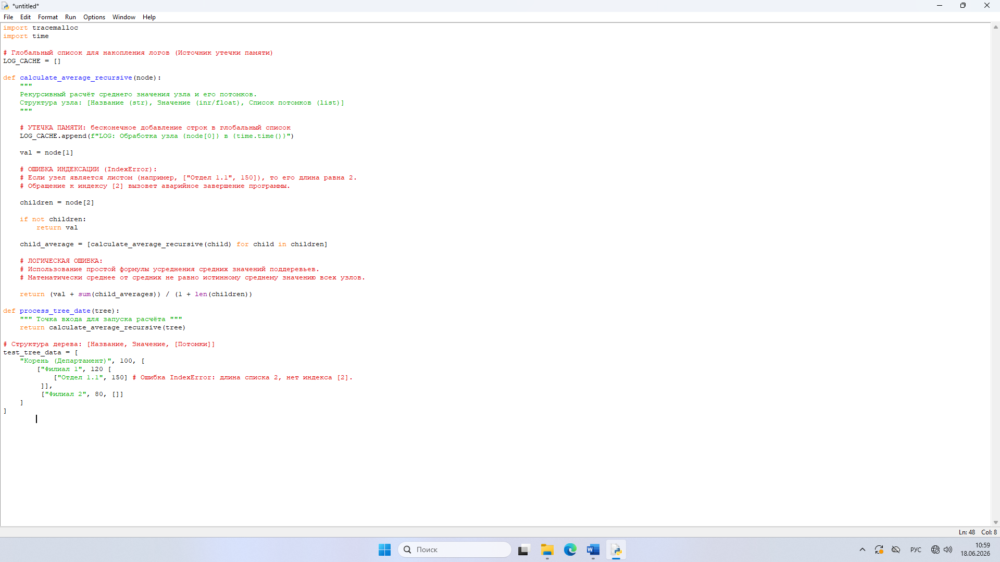 *untitled*
File Edit Format Run Options Window Help
import tracemalloc
import time
# Глобальный список для накопления логов (Источник утечки памяти)
LOG_CACHE = []
def calculate_average_recursive(node):
"""
Рекурсивный расчёт среднего значения узла и его потомков.
Структура узла: [Название (str), Значение (inr/float), Список потомков (list)]
"""
# УТЕЧКА ПАМЯТИ: бесконечное добавление строк в глобальный список
LOG_CACHE.append(f"LOG: Обработка узла {node[0]} в {time.time()}")
val = node[1]
# ОШИБКА ИНДЕКСАЦИИ (IndexError):
# Если узел является листом (например, ["Отдел 1.1", 150]), то его длина равна 2.
# Обращение к индексу [2] вызовет аварийное завершение программы.
children = node[2]
if not children:
return val
child_average = [calculate_average_recursive(child) for child in children]
# ЛОГИЧЕСКАЯ ОШИБКА:
# Использование простой формулы усреднения средних значений поддеревьев.
# Математически среднее от средних не равно истинному среднему значению всех узлов.
return (val + sum(child_averages)) / (1 + len(children))
def process_tree_date(tree):
""" Точка входа для запуска расчёта """
return calculate_average_recursive(tree)
# Структура дерева: [Название, Значение, [Потомки]]
test_tree_data = [
"Корень (Департамент)", 100, [
["Филиал 1", 120 [
["Отдел 1.1", 150] # Ошибка IndexError: длина списка 2, нет индекса [2].
]],
["Филиал 2", 80, []]
]
]
Ln: 48 Col: 8
Поиск
РУС
10:59
18.06.2026